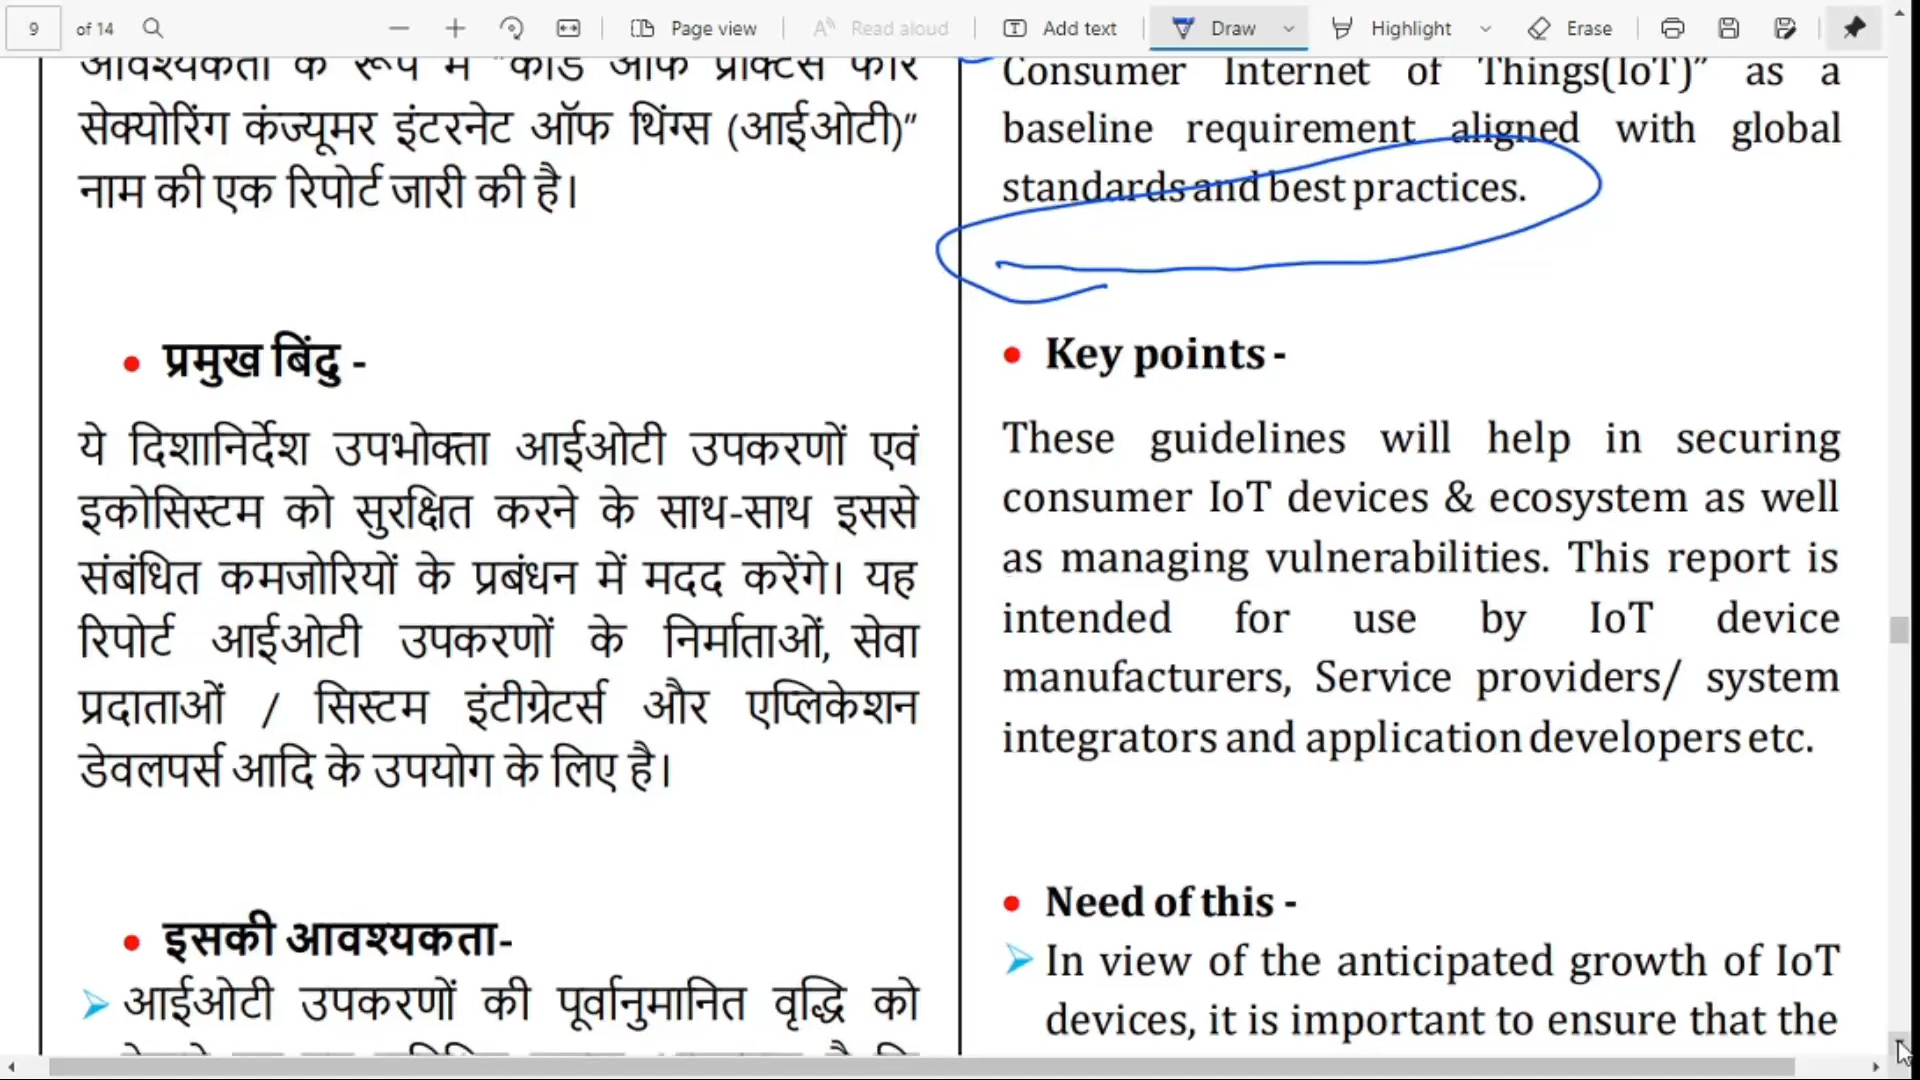 9 of 14 Page view Read aloud Add text Draw Highlight Erase
आवश्यकता के रूप में "कोड ऑफ प्रैक्टिस फॉर
सेक्योरिंग कंज्यूमर इंटरनेट ऑफ थिंग्स (आईओटी)”
नाम की एक रिपोर्ट जारी की है।
प्रमुख बिंदु -
ये दिशानिर्देश उपभोक्ता आईओटी उपकरणों एवं
इकोसिस्टम को सुरक्षित करने के साथ-साथ इससे
संबंधित कमजोरियों के प्रबंधन में मदद करेंगे। यह
रिपोर्ट आईओटी उपकरणों के निर्माताओं, सेवा
प्रदाताओं / सिस्टम इंटीग्रेटर्स और एप्लिकेशन
डेवलपर्स आदि के उपयोग के लिए है।
इसकी आवश्यकता-
आईओटी उपकरणों की पूर्वानुमानित वृद्धि को
Consumer Internet of Things(IoT)” as a
baseline requirement aligned with global
standards and best practices.
Key points -
These guidelines will help in securing
consumer IoT devices & ecosystem as well
as managing vulnerabilities. This report is
intended for use by IoT device
manufacturers, Service providers/ system
integrators and application developers etc.
Need of this -
In view of the anticipated growth of IoT
devices, it is important to ensure that the